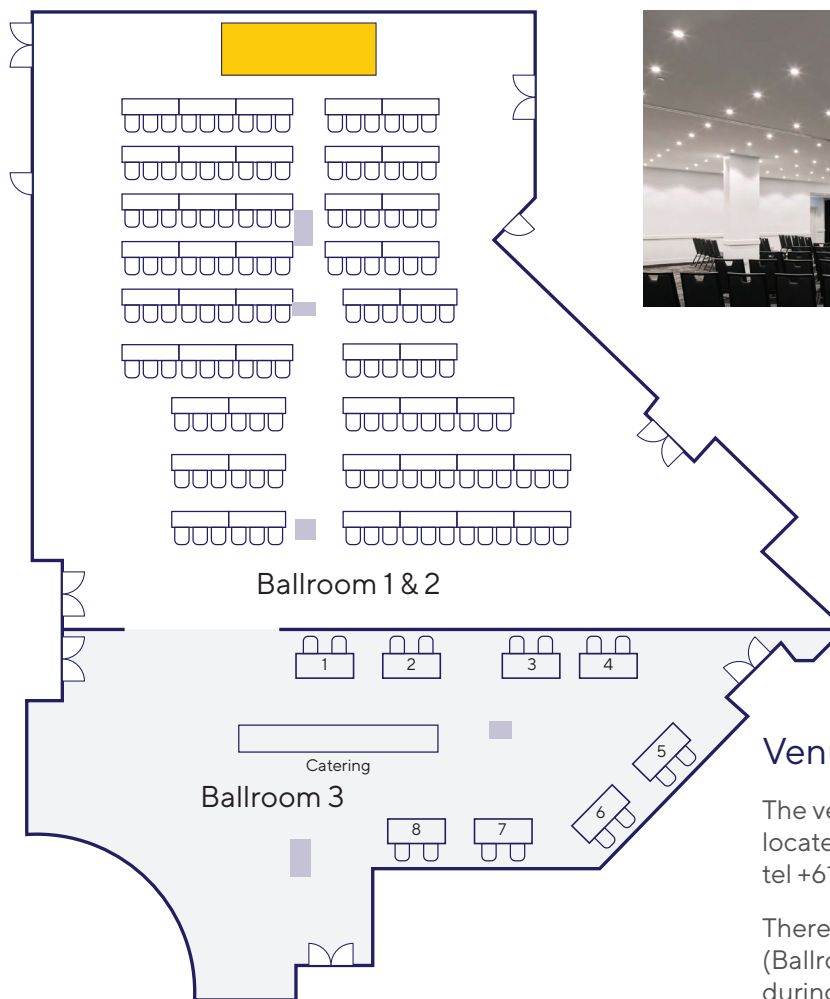 Ballroom 1 & 2
1
2
3
4
Catering
5
Ballroom 3
6
8
7
The
locate
tel +61
There
(Ballro
during